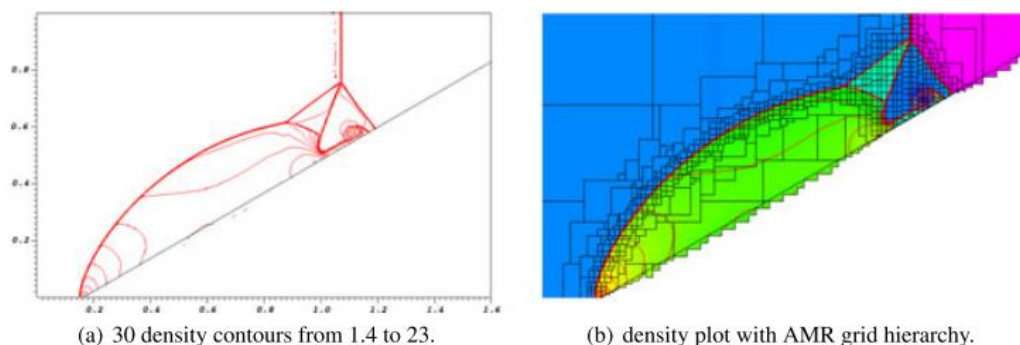 0.8
0.6
0.4
0.2
0.2 0.4 0.6 0.8 1.0 1.2 1.4 1.6
(a) 30 density contours from 1.4 to 23.
(b) density plot with AMR grid hierarchy.